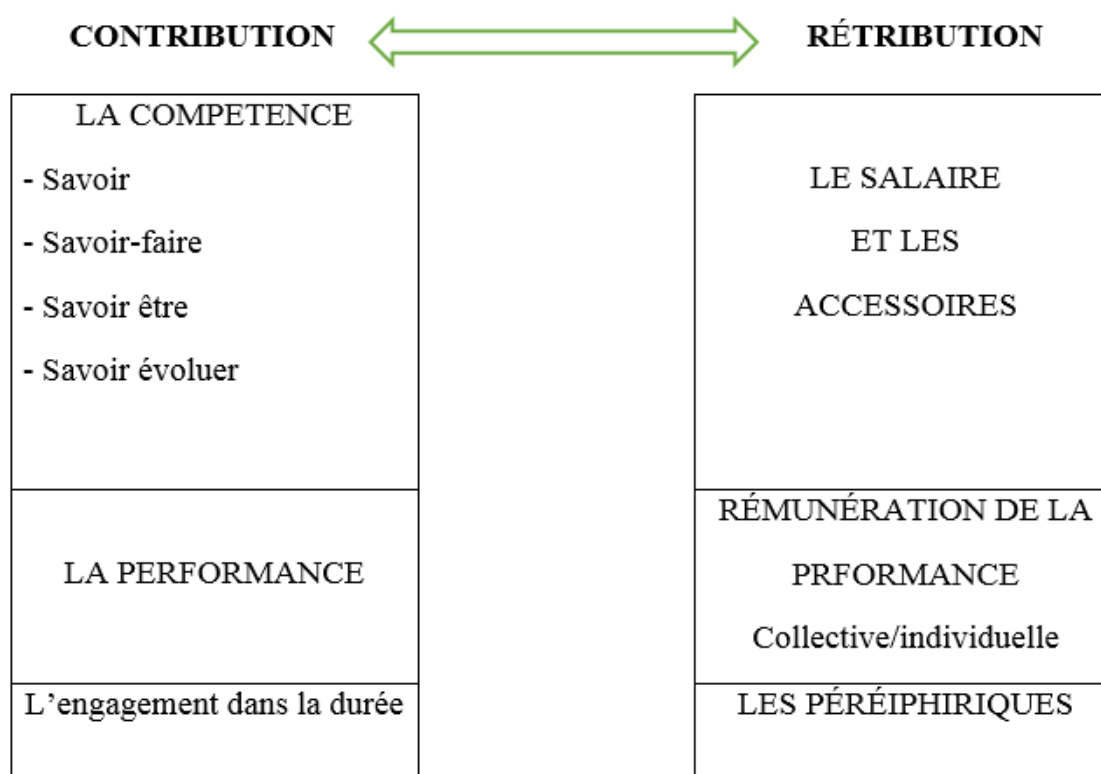 CONTRIBUTION
RÉTRIBUTION
LA COMPETENCE
- Savoir
- Savoir-faire
- Savoir être
- Savoir évoluer
LE SALAIRE
ET LES
ACCESSOIRES
LA PERFORMANCE
RÉMUNÉRATION DE LA
PRFORMANCE
Collective/individuelle
L’engagement dans la durée
LES PÉRÉIPHIRIQUES